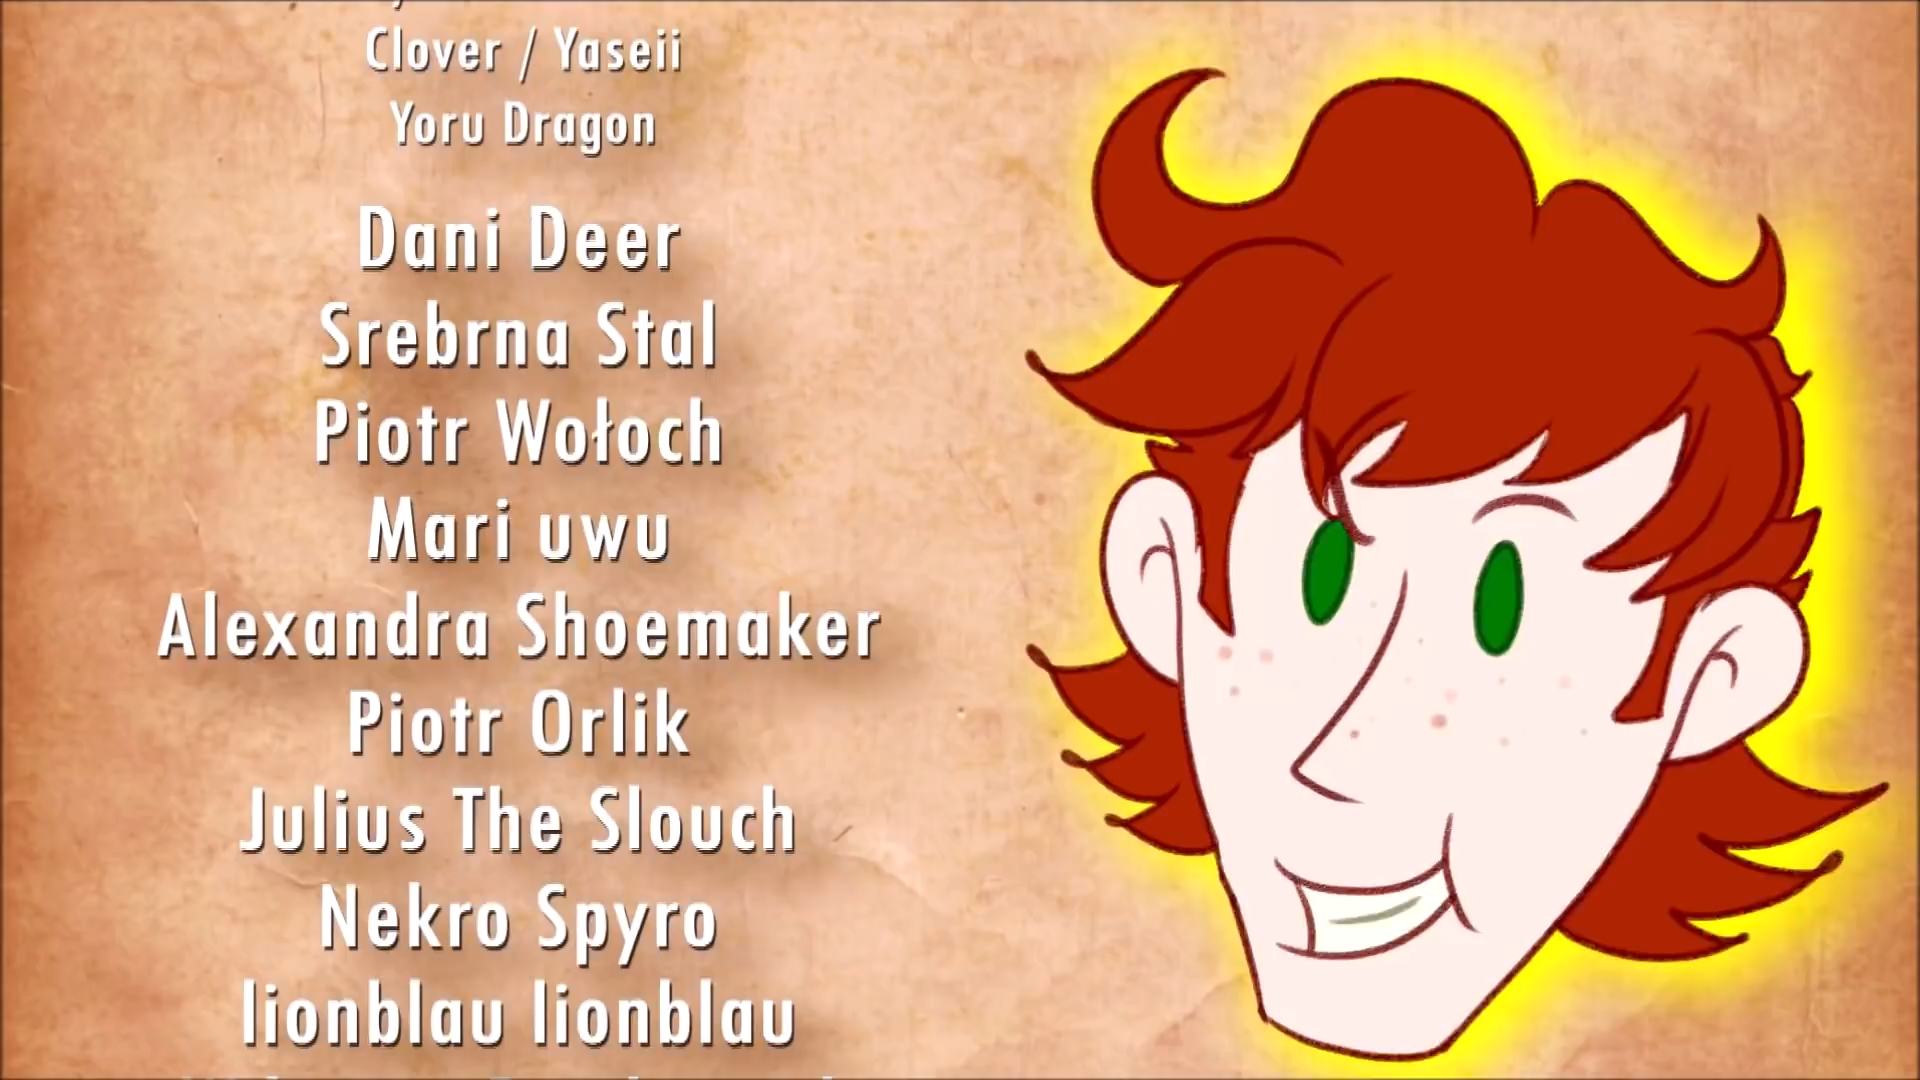 Clover / Yaseii
Yoru Dragon
Dani Deer
Srebrna Stal
Piotr Wołoch
Mari uwu
Alexandra Shoemaker
Piotr Orlik
Julius The Slouch
Nekro Spyro
lionblau lionblau